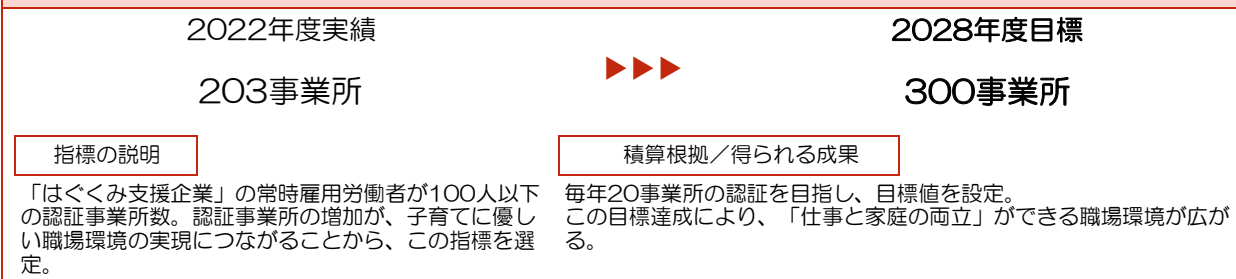 2022年度実績
2028年度目標
▶▶▶
203事業所
300事業所
指標の説明
積算根拠／得られる成果
「はぐくみ支援企業」の常時雇用労働者が100人以下
の認証事業所数。認証事業所の増加が、子育てに優し
い職場環境の実現につながることから、この指標を選
定。
毎年20事業所の認証を目指し、目標値を設定。
この目標達成により、「仕事と家庭の両立」ができる職場環境が広が
る。